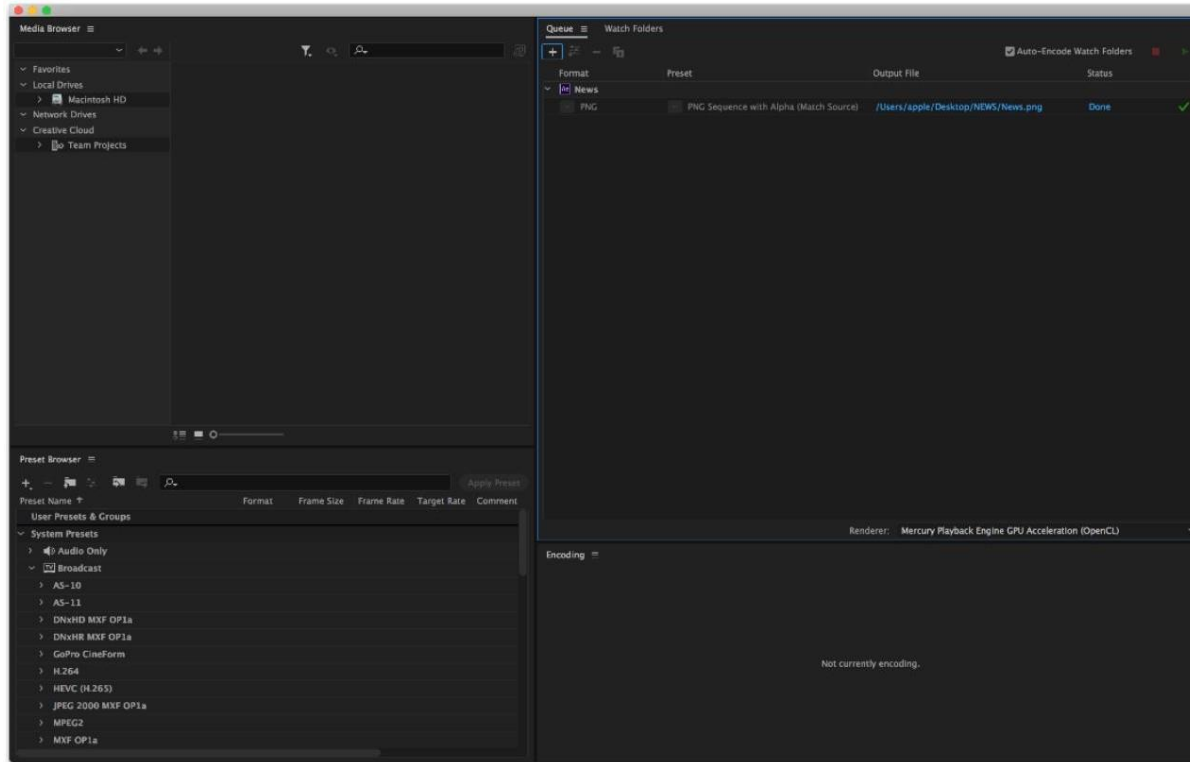 Media Browser
Favorites
Local Drives
Macintosh HD
Network Drives
Creative Cloud
Team Projects
Preset Browser
Apply Preset
Preset Name Format Frame Size Frame Rate Target Rate Comment
User Presets & Groups
System Presets
Audio Only
Broadcast
AS-10
AS-11
DNxHD MXF OP1a
DNxHR MXF OP1a
GoPro CineForm
H.264
HEVC (H.265)
JPEG 2000 MXF OP1a
MPEG2
MXF OP1a
Queue Watch Folders
Auto-Encode Watch Folders
Format Preset Output File Status
Ae News
PNG PNG Sequence with Alpha (Match Source) /Users/apple/Desktop/NEWS/News.png Done
Renderer: Mercury Playback Engine GPU Acceleration (OpenCL)
Encoding
Not currently encoding.